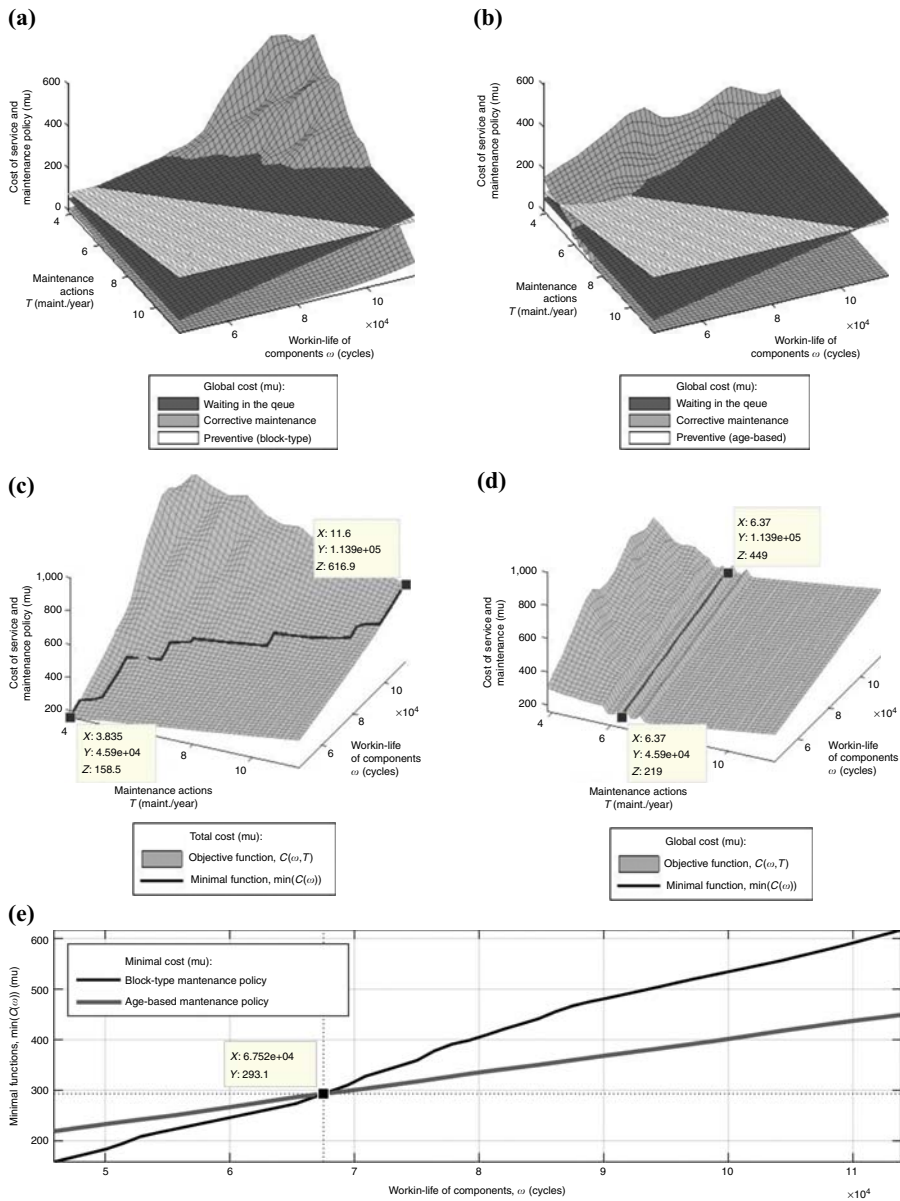 (a)
600
400
200
0
Cost of service and
maintenance policy (mu)
4
6
8
10
Maintenance
actions
T (maint./year)
6
8
10
×10⁴
Workin-life of
components ω (cycles)
Global cost (mu):
Waiting in the qeue
Corrective maintenance
Preventive (block-type)
(b)
600
400
200
0
Cost of service and
maintenance policy (mu)
4
6
8
10
Maintenance
actions
T (maint./year)
6
8
10
×10⁴
Workin-life of
components ω (cycles)
Global cost (mu):
Waiting in the qeue
Corrective maintenance
Preventive (age-based)
(c)
X: 11.6
Y: 1.139e+05
Z: 616.9
1,000
800
600
400
200
Cost of service and
maintenance policy (mu)
4
8
10
X: 3.835
Y: 4.59e+04
Z: 158.5
Maintenance actions
T (maint./year)
6
8
10
×10⁴
Workin-life
of components
ω (cycles)
Total cost (mu):
Objective function, C(ω,T)
Minimal function, min(C(ω))
(d)
X: 6.37
Y: 1.139e+05
Z: 449
1,000
800
600
400
200
Cost of service and
maintenance (mu)
4
6
8
10
X: 6.37
Y: 4.59e+04
Z: 219
Maintenance actions
T (maint./year)
6
8
10
×10⁴
Workin-life
of components
ω (cycles)
Global cost (mu):
Objective function, C(ω,T)
Minimal function, min(C(ω))
(e)
600
500
400
300
200
Minimal functions, min(C(ω)) (mu)
Minimal cost (mu):
Block-type mantenance policy
Age-based mantenance policy
X: 6.752e+04
Y: 293.1
5
6
7
8
9
10
11
×10⁴
Workin-life of components, ω (cycles)